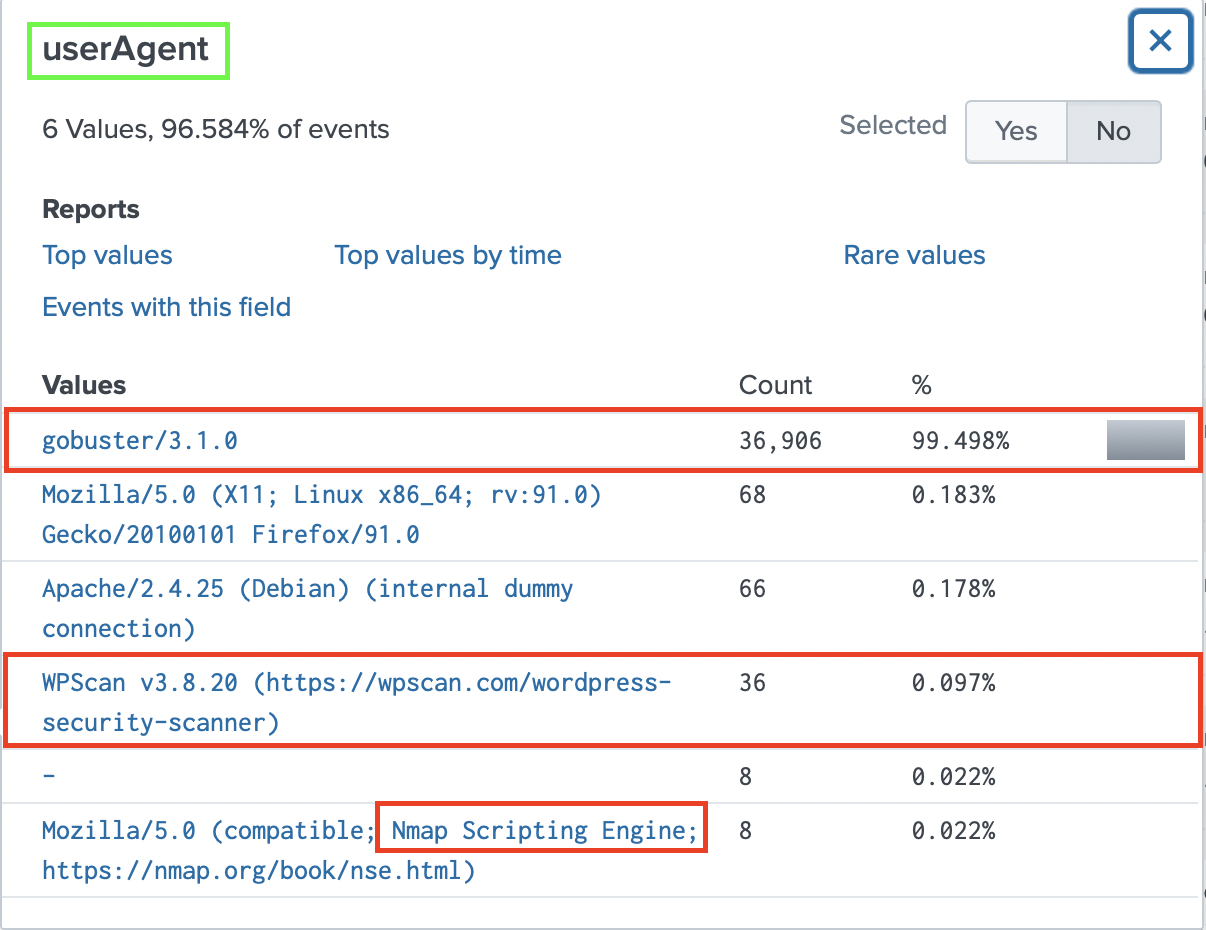 userAgent
6 Values, 96.584% of events
Selected Yes No
Reports
Top values Top values by time Rare values
Events with this field
Values Count %
gobuster/3.1.0 36,906 99.498%
Mozilla/5.0 (X11; Linux x86_64; rv:91.0) 68 0.183%
Gecko/20100101 Firefox/91.0
Apache/2.4.25 (Debian) (internal dummy 66 0.178%
connection)
WPScan v3.8.20 (https://wpscan.com/wordpress- 36 0.097%
security-scanner)
- 8 0.022%
Mozilla/5.0 (compatible; Nmap Scripting Engine; 8 0.022%
https://nmap.org/book/nse.html)